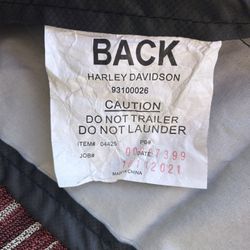 BACK
HARLEY DAVIDSON
93100026
CAUTION
DO NOT TRAILER
DO NOT LAUNDER
ITEM# 04425 PO#
JOB# DATE
2021
MADE IN CHINA